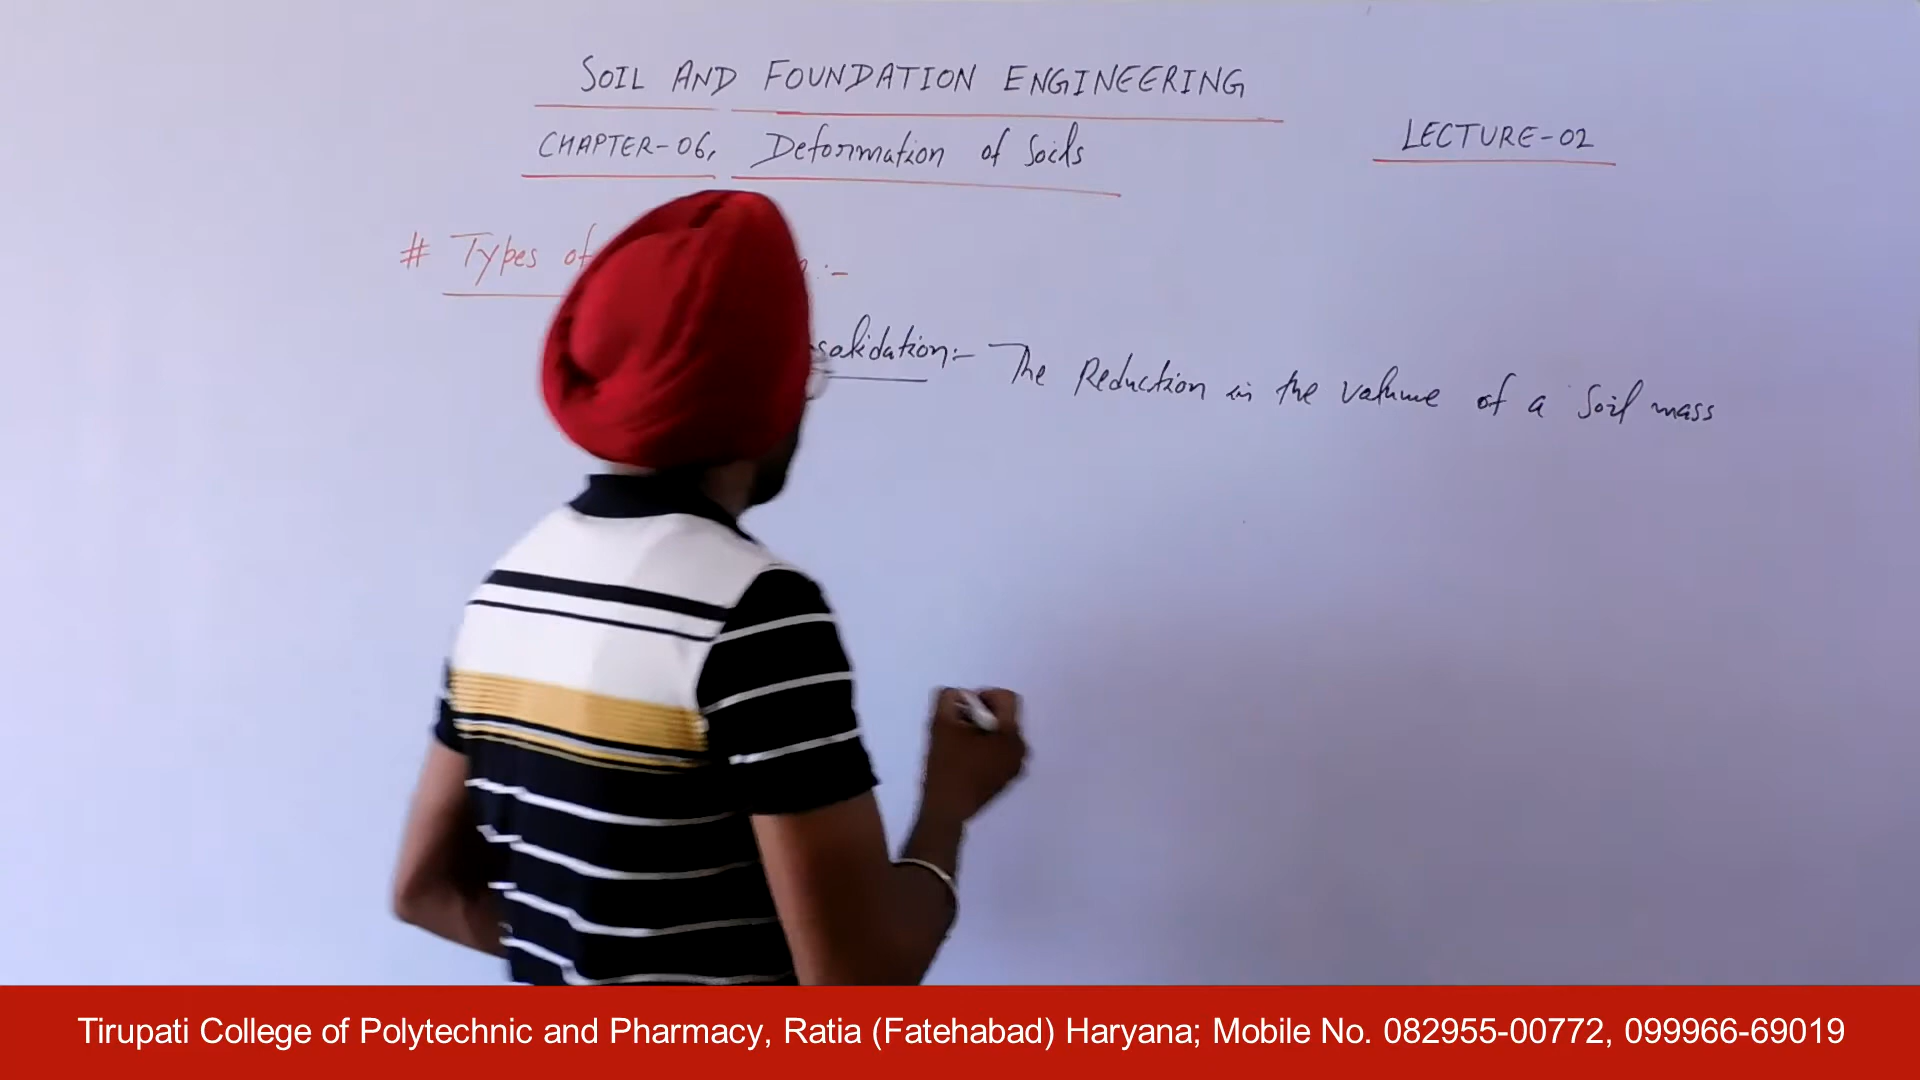 SOIL AND FOUNDATION ENGINEERING
CHAPTER-06, Deformation of Soils
LECTURE-02
# Types of :-
solidation:- The Reduction in the volume of a Soil mass
Tirupati College of Polytechnic and Pharmacy, Ratia (Fatehabad) Haryana; Mobile No. 082955-00772, 099966-69019